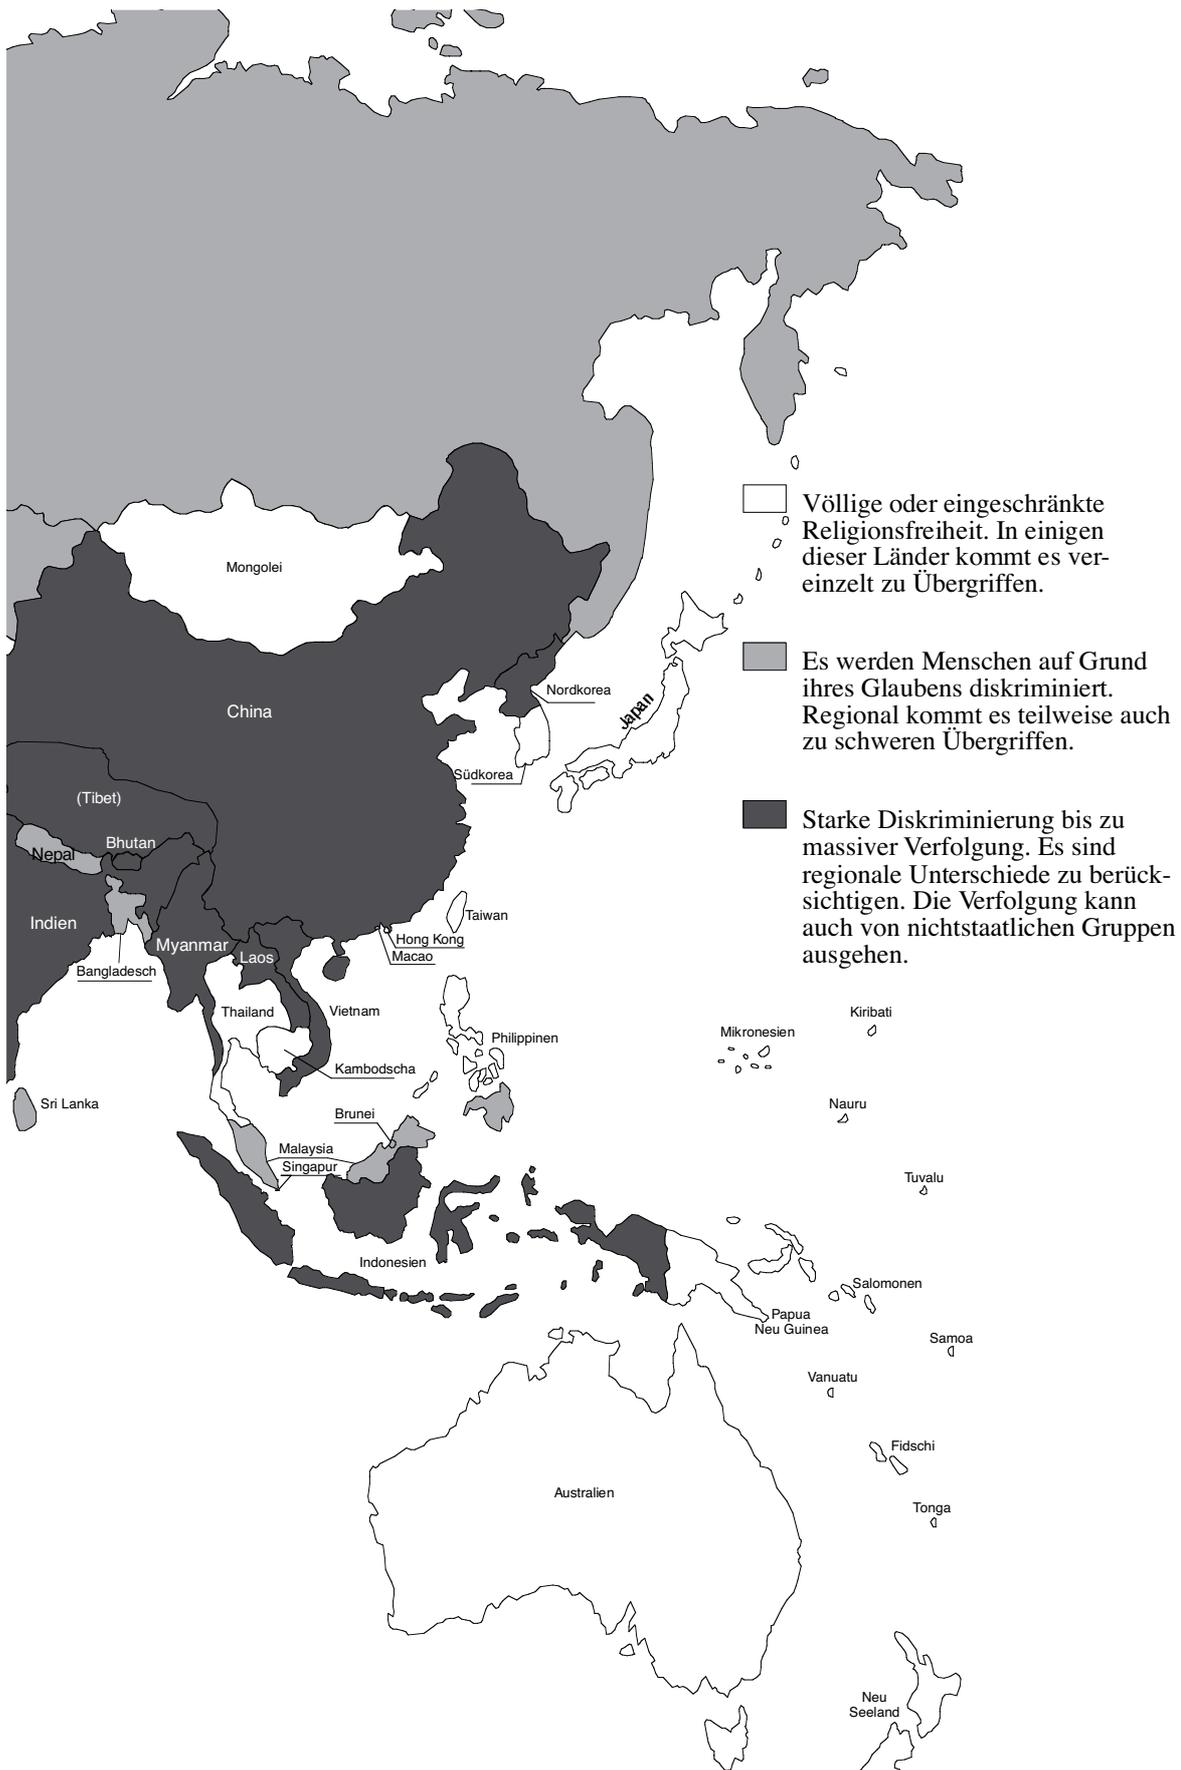 Völlige oder eingeschränkte
Religionsfreiheit. In einigen
dieser Länder kommt es ver-
einzelt zu Übergriffen.
Mongolei
Es werden Menschen auf Grund
ihres Glaubens diskriminiert.
Regional kommt es teilweise auch
zu schweren Übergriffen.
Nordkorea
Japan
China
Südkorea
(Tibet)
Starke Diskriminierung bis zu
massiver Verfolgung. Es sind
regionale Unterschiede zu berück-
sichtigen. Die Verfolgung kann
auch von nichtstaatlichen Gruppen
ausgehen.
Bhutan
Nepal
Taiwan
Indien
Hong Kong
Myanmar
Macao
Laos
Bangladesch
Thailand
Vietnam
Kiribati
Mikronesien
Philippinen
Kambodscha
Sri Lanka
Nauru
Brunei
Malaysia
Singapur
Tuvalu
Indonesien
Salomonen
Papua
Neu Guinea
Samoa
Vanuatu
Fidschi
Australien
Tonga
Neu
Seeland